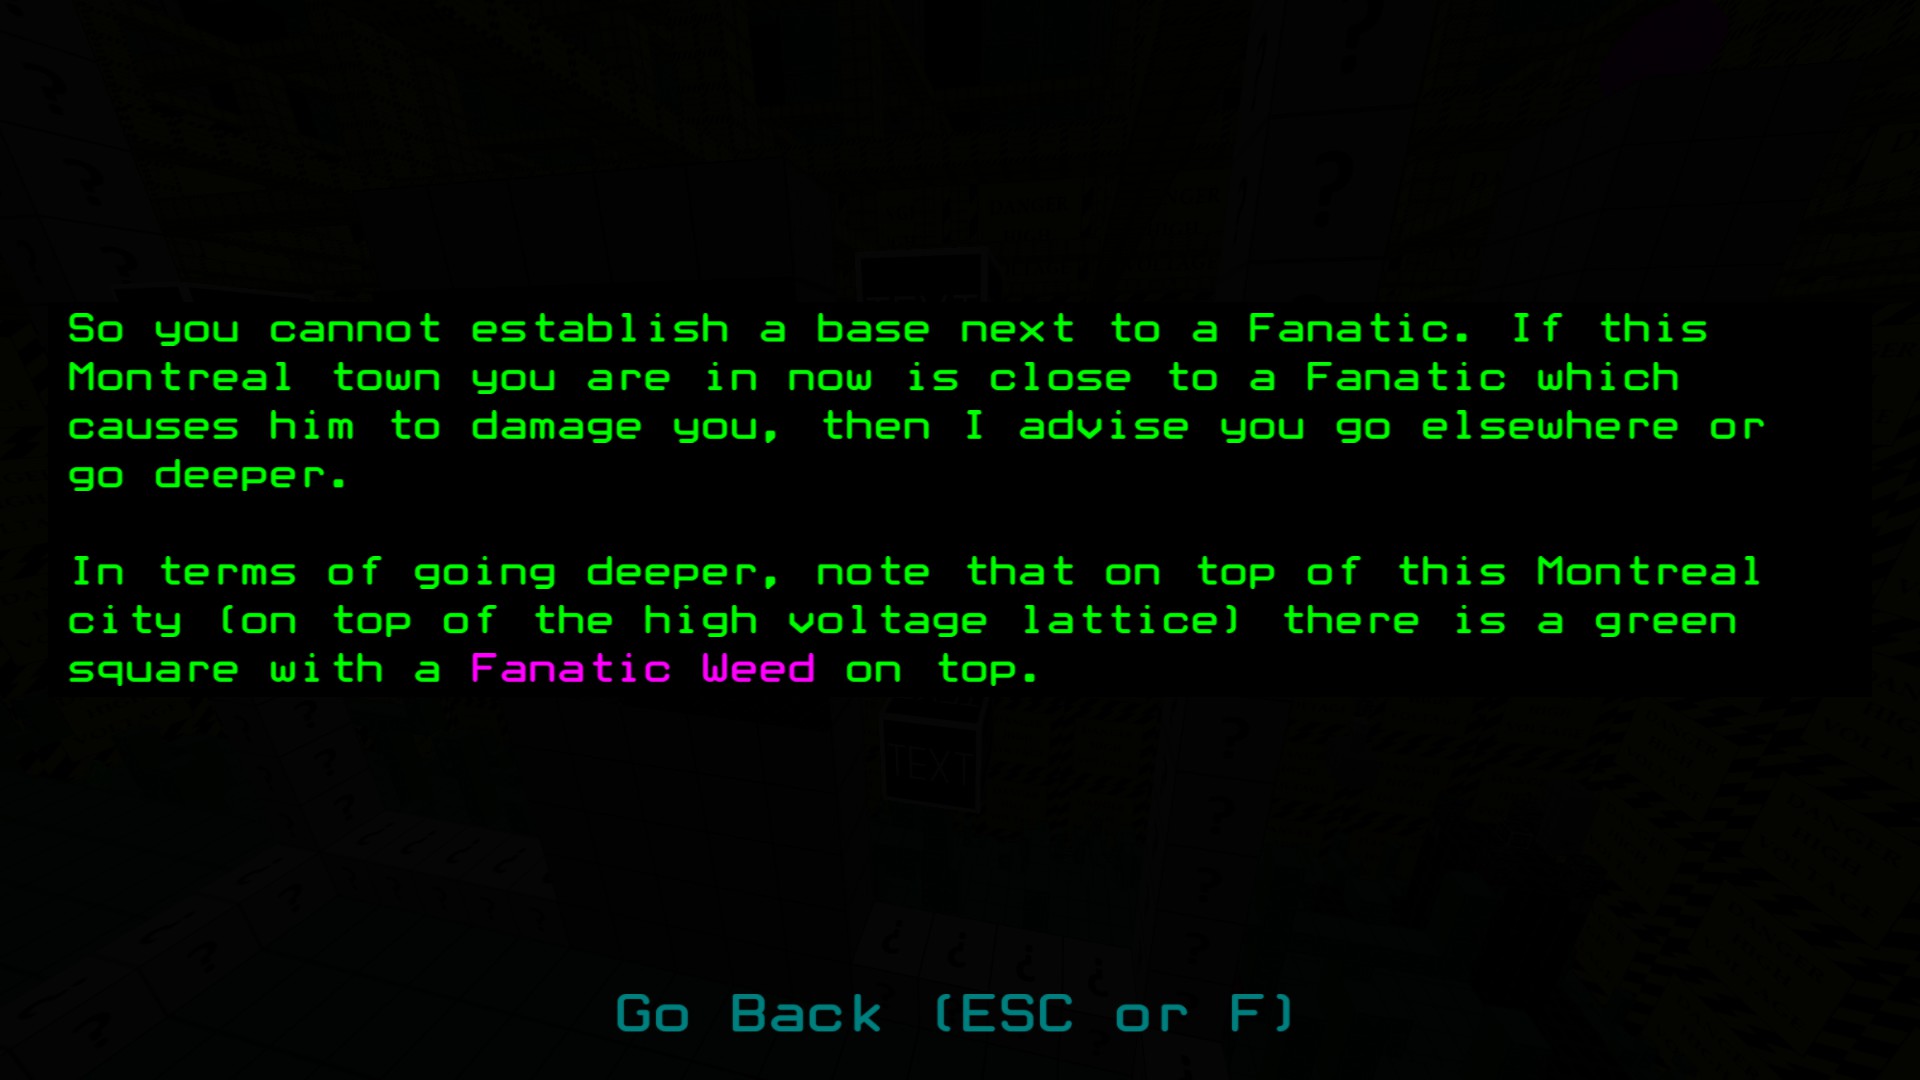 So you cannot establish a base next to a Fanatic. If this
Montreal town you are in now is close to a Fanatic which
causes him to damage you, then I advise you go elsewhere or
go deeper.
In terms of going deeper, note that on top of this Montreal
city (on top of the high voltage lattice) there is a green
square with a Fanatic Weed on top.
TEXT
Go Back (ESC or F)